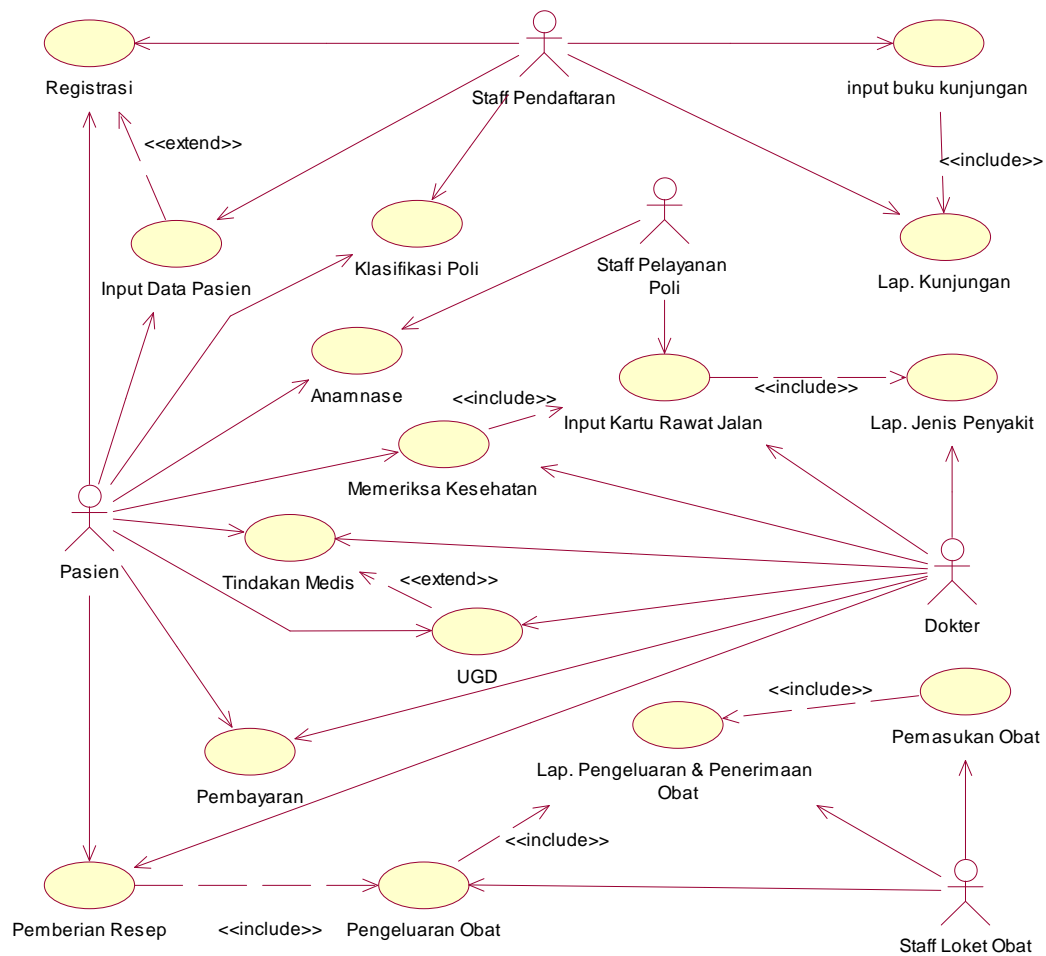 Registrasi
Staff Pendaftaran
input buku kunjungan
<<extend>>
<<include>>
Input Data Pasien
Klasifikasi Poli
Staff Pelayanan
Poli
Lap. Kunjungan
Anamnase
<<include>>
Input Kartu Rawat Jalan
<<include>>
Lap. Jenis Penyakit
Memeriksa Kesehatan
Pasien
Tindakan Medis
<<extend>>
Dokter
UGD
<<include>>
Pemasukan Obat
Lap. Pengeluaran & Penerimaan
Obat
Pembayaran
<<include>>
Pemberian Resep
<<include>>
Pengeluaran Obat
Staff Loket Obat